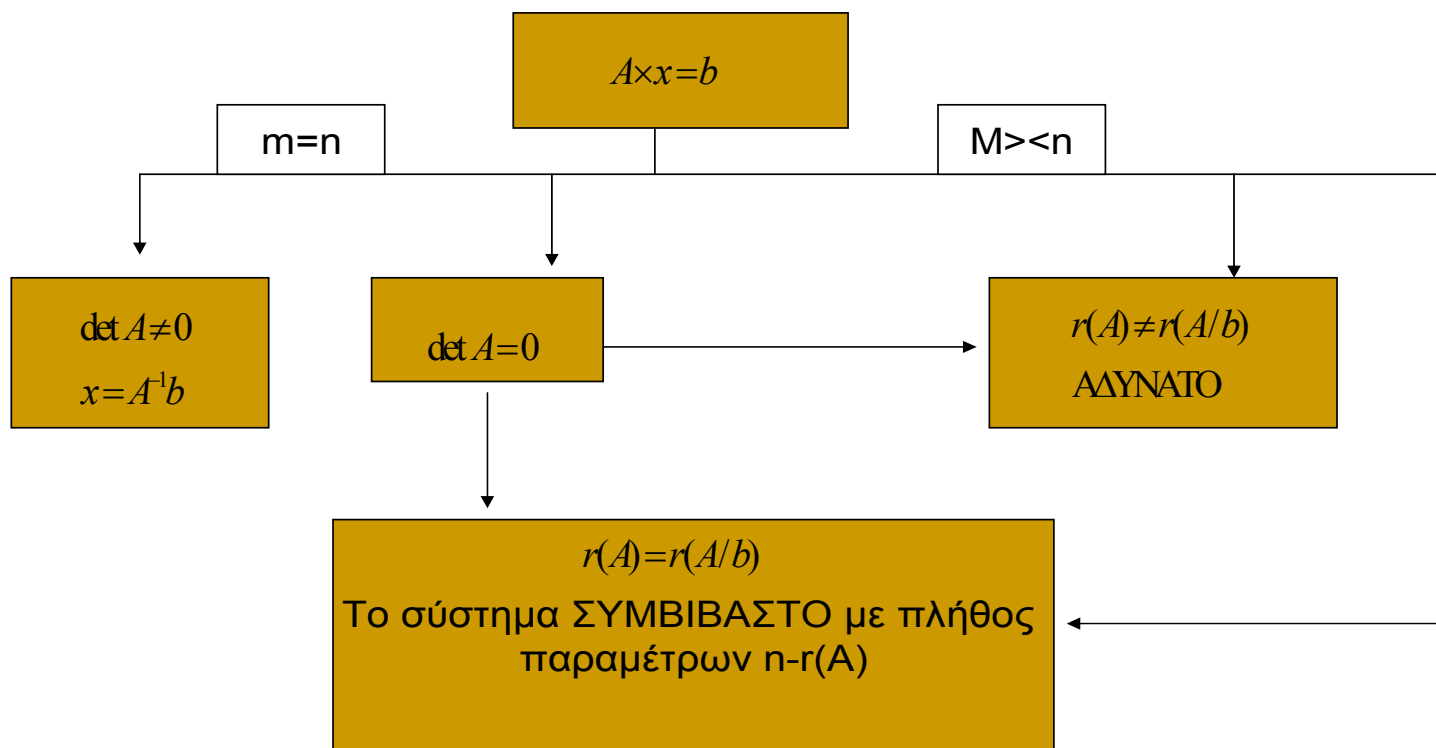 A×x=b
m=n
M><n
det A≠0
x=A⁻¹b
det A=0
r(A)≠r(A/b)
ΑΔΥΝΑΤΟ
r(A)=r(A/b)
Το σύστημα ΣΥΜΒΙΒΑΣΤΟ με πλήθος
παραμέτρων n-r(A)